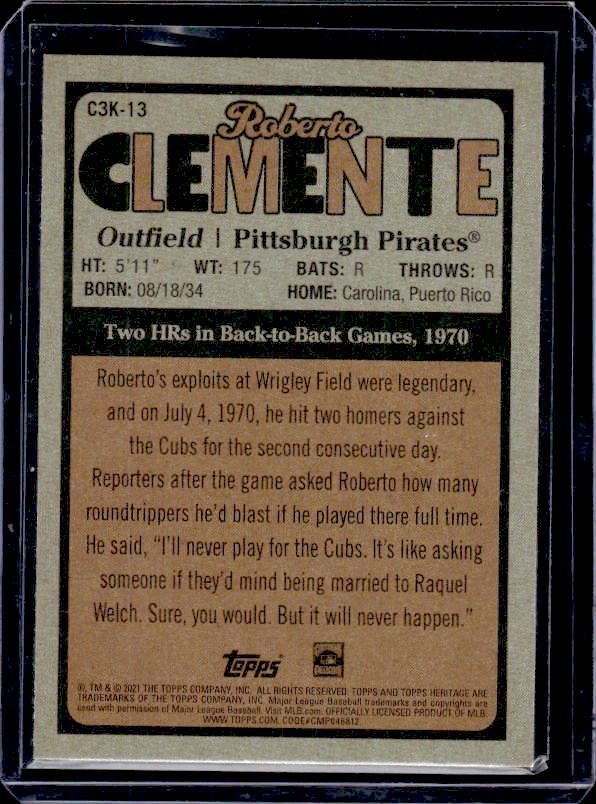 C3K-13
Roberto
CLEMENTE
Outfield | Pittsburgh Pirates®
HT: 5'11" WT: 175 BATS: R THROWS: R
BORN: 08/18/34 HOME: Carolina, Puerto Rico
Two HRs in Back-to-Back Games, 1970
Roberto's exploits at Wrigley Field were legendary,
and on July 4, 1970, he hit two homers against
the Cubs for the second consecutive day.
Reporters after the game asked Roberto how many
roundtrippers he'd blast if he played there full time.
He said, "I'll never play for the Cubs. It's like asking
someone if they'd mind being married to Raquel
Welch. Sure, you would. But it will never happen."
topps
®, TM & © 2021 THE TOPPS COMPANY, INC. ALL RIGHTS RESERVED. TOPPS AND TOPPS HERITAGE ARE
TRADEMARKS OF THE TOPPS COMPANY, INC. Major League Baseball trademarks and copyrights are
used with permission of Major League Baseball. Visit MLB.com. OFFICIALLY LICENSED PRODUCT OF MLB.
WWW.TOPPS.COM. CODE#CMP046812